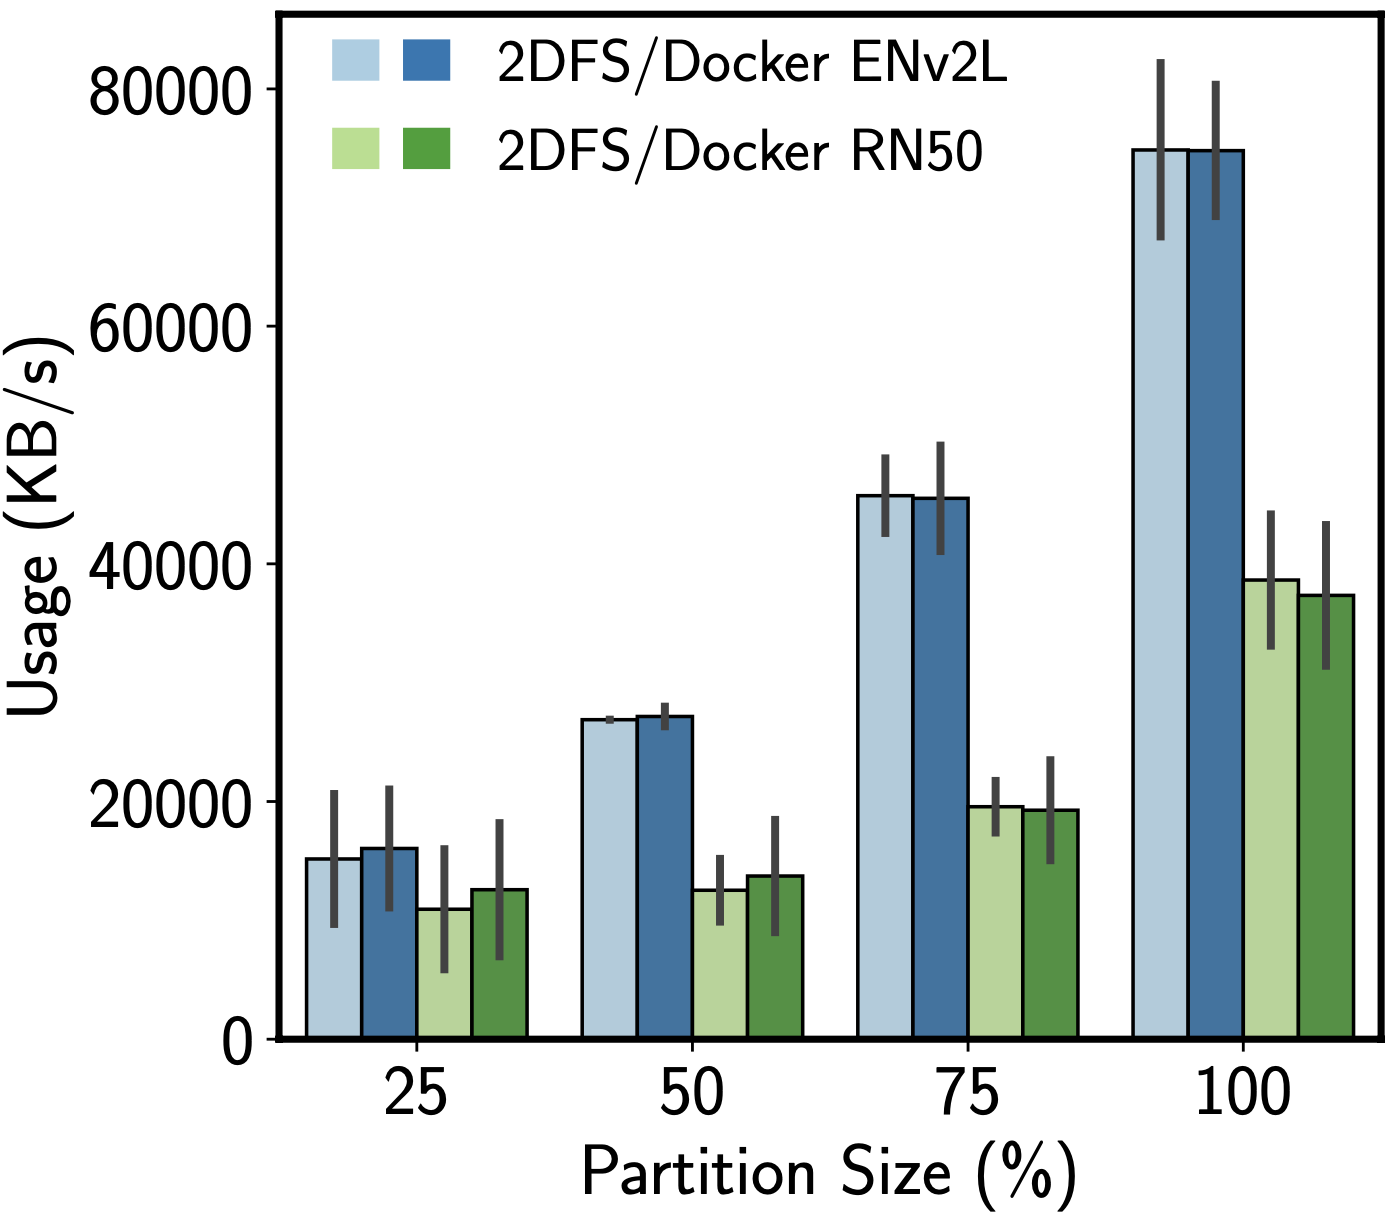 2DFS/Docker ENv2L
2DFS/Docker RN50
Usage (KB/s)
80000
60000
40000
20000
0
25 50 75 100
Partition Size (%)